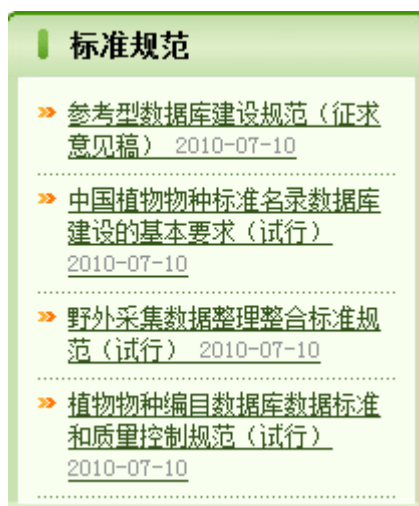 标准规范
参考型数据库建设规范（征求
意见稿） 2010-07-10
中国植物物种标准名录数据库
建设的基本要求（试行）
2010-07-10
野外采集数据整理整合标准规
范（试行） 2010-07-10
植物物种编目数据库数据标准
和质量控制规范（试行）
2010-07-10